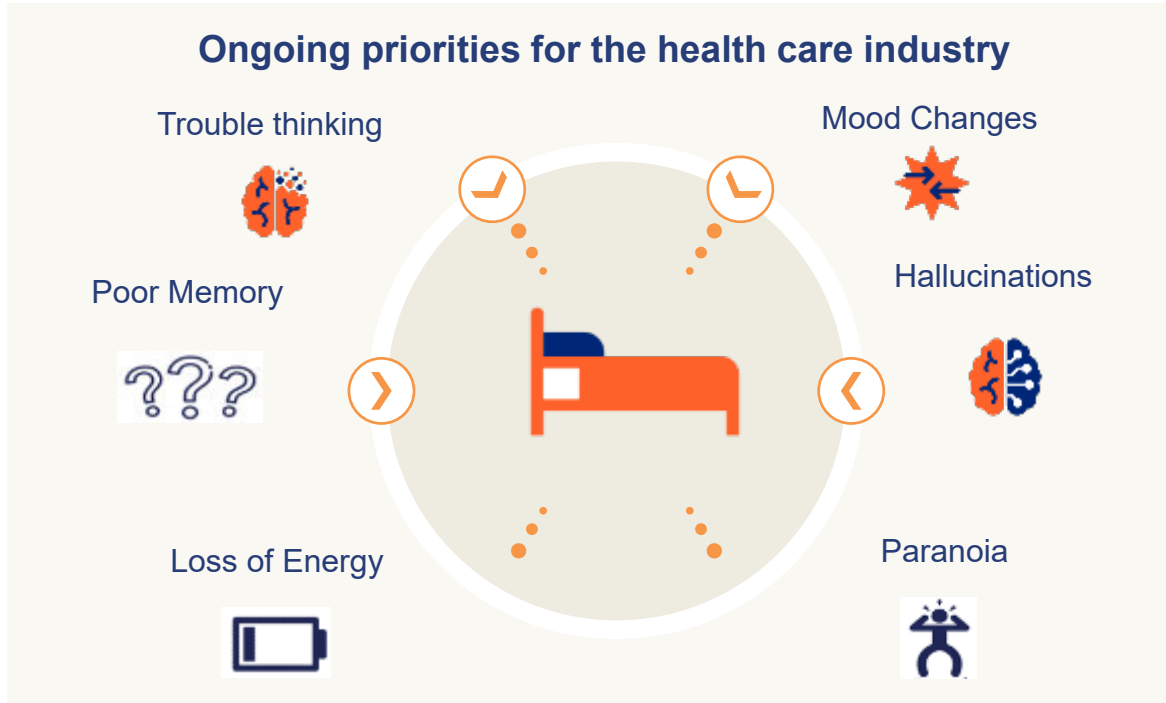 Ongoing priorities for the health care industry
Trouble thinking
Mood Changes
Poor Memory
Hallucinations
Loss of Energy
Paranoia